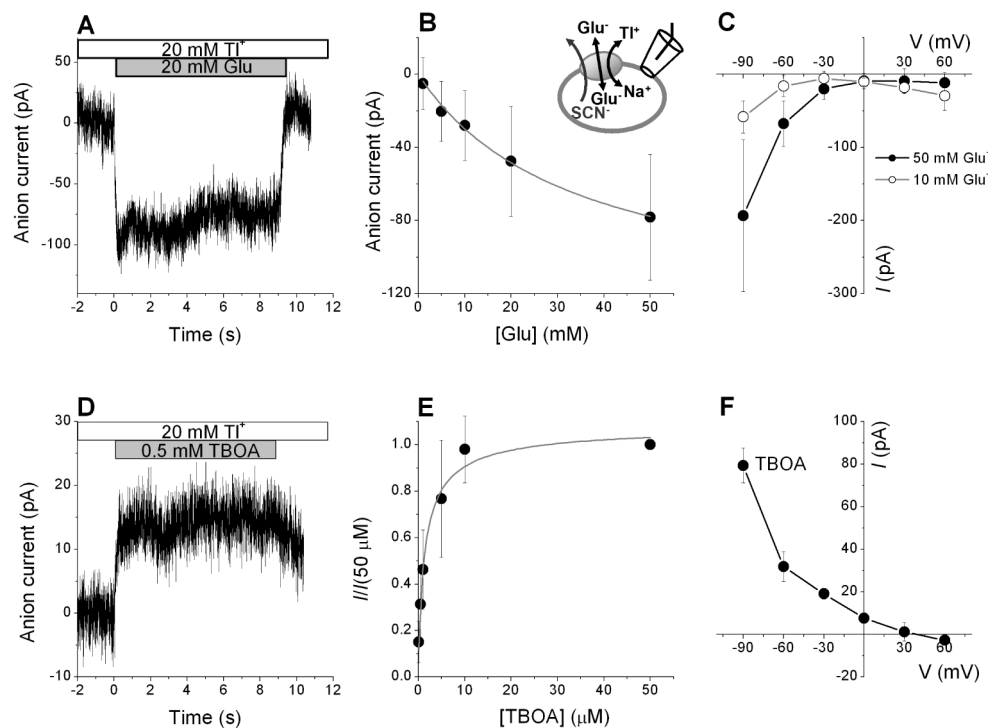 A
20 mM Tl⁺
20 mM Glu
50
0
-50
-100
Anion current (pA)
-2 0 2 4 6 8 10 12
Time (s)
B
0
-40
-80
-120
Anion current (pA)
0 10 20 30 40 50
[Glu] (mM)
Glu⁻
Tl⁺
Glu⁻
Na⁺
SCN⁻
C
V (mV)
-90 -60 -30 0 30 60
-100
-200
-300
I (pA)
50 mM Glu⁻
10 mM Glu⁻
D
20 mM Tl⁺
0.5 mM TBOA
30
20
10
0
-10
Anion current (pA)
-2 0 2 4 6 8 10 12
Time (s)
E
1.0
0.8
0.6
0.4
0.2
0.0
I/I(50 µM)
0 10 20 30 40 50
[TBOA] (µM)
F
100
80
60
40
20
-20
I (pA)
TBOA
-90 -60 -30 0 30 60
V (mV)